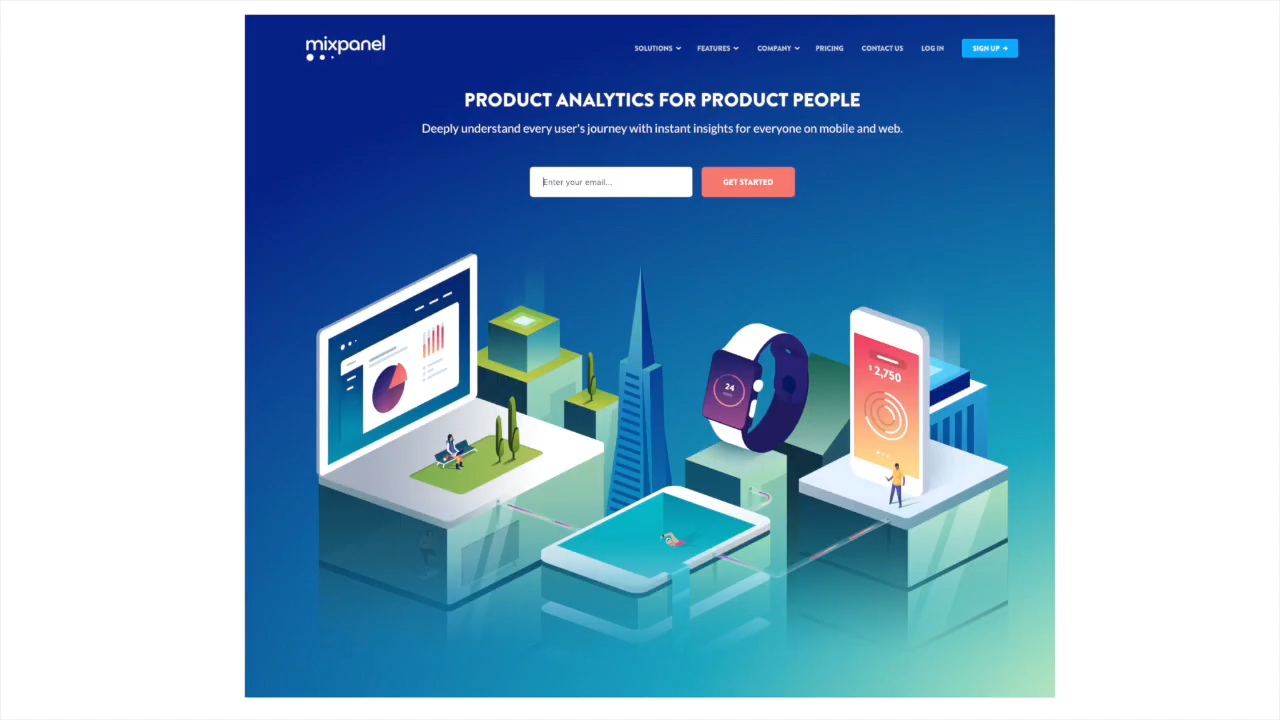 mixpanel
SOLUTIONS FEATURES COMPANY PRICING CONTACT US LOG IN SIGN UP
PRODUCT ANALYTICS FOR PRODUCT PEOPLE
Deeply understand every user's journey with instant insights for everyone on mobile and web.
Enter your email... GET STARTED
$2,750
24